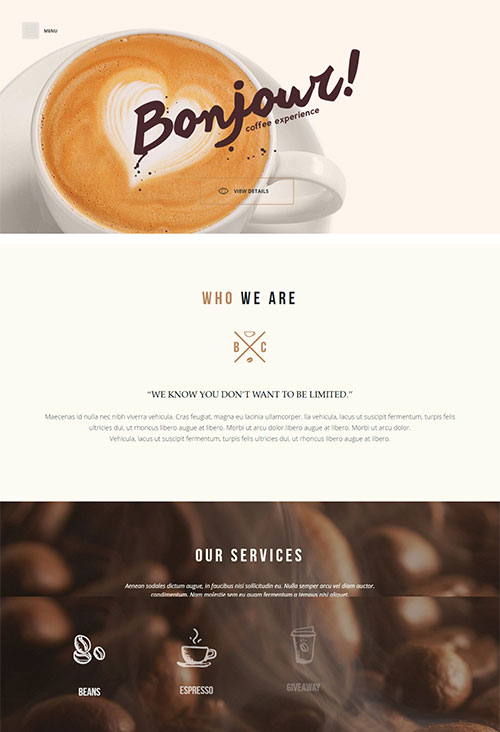 MENU
Bonjour!
coffee experience
VIEW DETAILS
WHO WE ARE
B C
“WE KNOW YOU DON’T WANT TO BE LIMITED.”
Maecenas id nulla nec nibh viverra vehicula. Cras feugiat, magna eu lacinia ullamcorper, lla vehicula, lacus ut suscipit fermentum, turpis felis
ultricies dui, ut rhoncus libero augue at libero. Morbi ut arcu dolor.libero augue at libero. Morbi ut arcu dolor.
Vehicula, lacus ut suscipit fermentum, turpis felis ultricies dui, ut rhoncus libero augue at libero.
OUR SERVICES
Aenean sodales dictum augue, in faucibus nisi sollicitudin eu. Nulla semper arcu vel diam auctor,
condimentum. Nam molestie sem eu quam fermentum a tempus nisi aliquet.
BEANS
ESPRESSO
GIVEAWAY